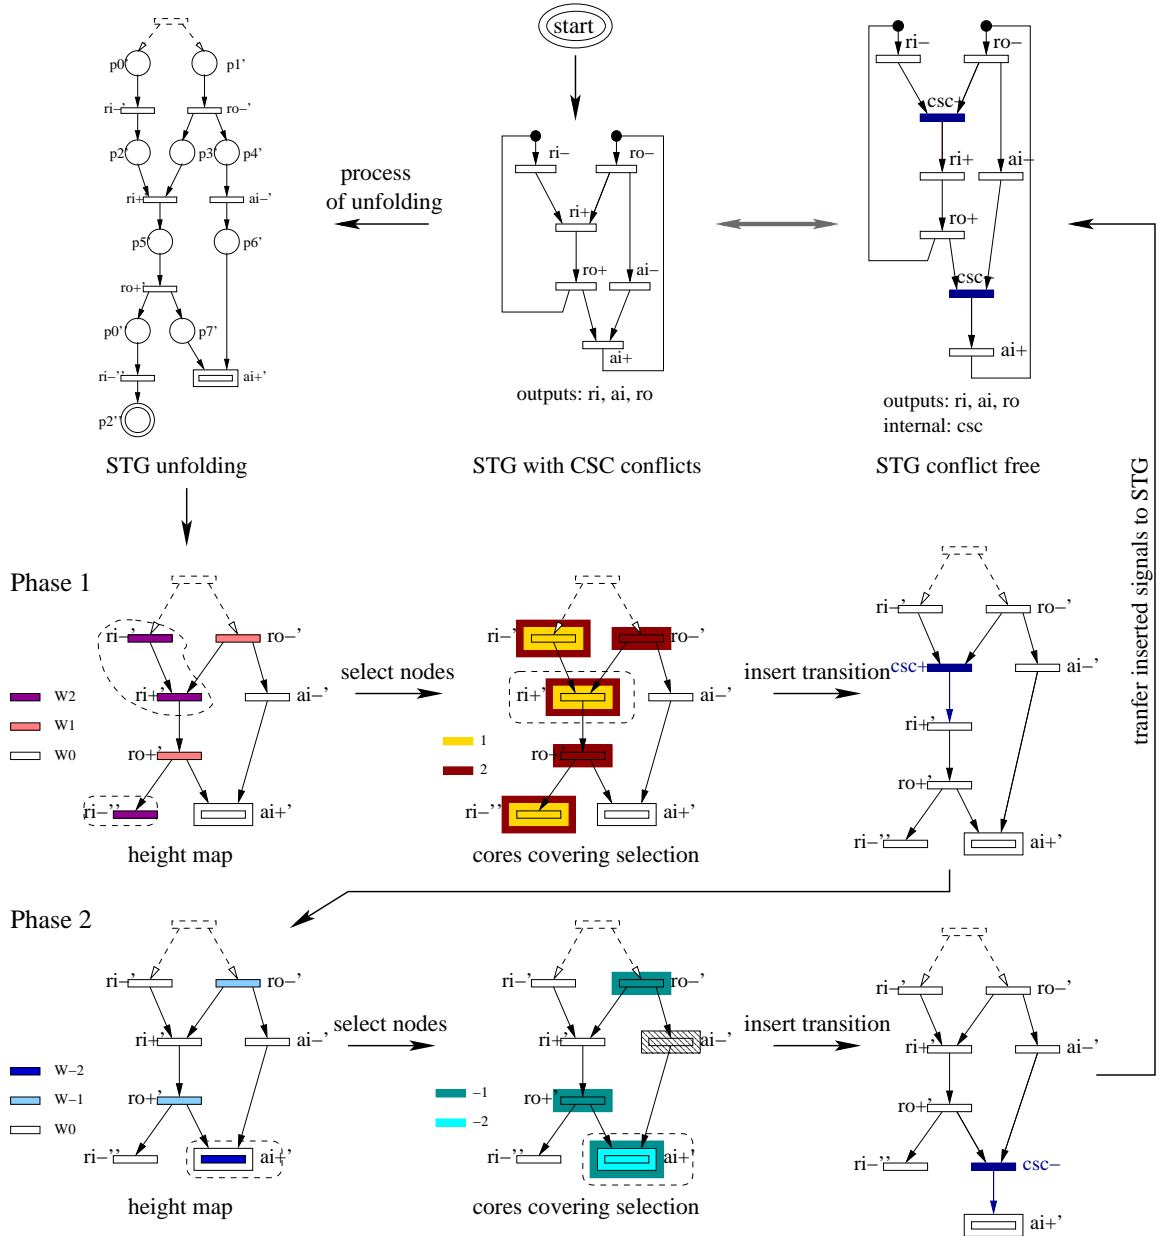 start
p0’
p1’
ri−’
ro−’
p2’
p3’
p4’
ri+’
ai−’
p5’
p6’
ro+’
p0’’
p7’
ri−’’
ai+’
p2’’
STG unfolding
process
of unfolding
ri−
ro−
ri+
ro+
ai−
ai+
outputs: ri, ai, ro
STG with CSC conflicts
ri−
ro−
csc+
ri+
ai−
ro+
csc−
ai+
outputs: ri, ai, ro
internal: csc
STG conflict free
tranfer inserted signals to STG
Phase 1
ri−’
ro−’
ri+’
ai−’
ro+’
ri−’’
ai+’
W2
W1
W0
height map
select nodes
ri−’
ro−’
ri+’
ai−’
ro+’
ri−’’
ai+’
1
2
cores covering selection
insert transition
ri−’
ro−’
csc+
ai−’
ri+’
ro+’
ri−’’
ai+’
Phase 2
ri−’
ro−’
ri+’
ai−’
ro+’
ri−’’
ai+’
W−2
W−1
W0
height map
select nodes
ri−’
ro−’
ri+’
ai−’
ro+’
ri−’’
ai+’
−1
−2
cores covering selection
insert transition
ri−’
ro−’
ri+’
ai−’
ro+’
ri−’’
csc−
ai+’